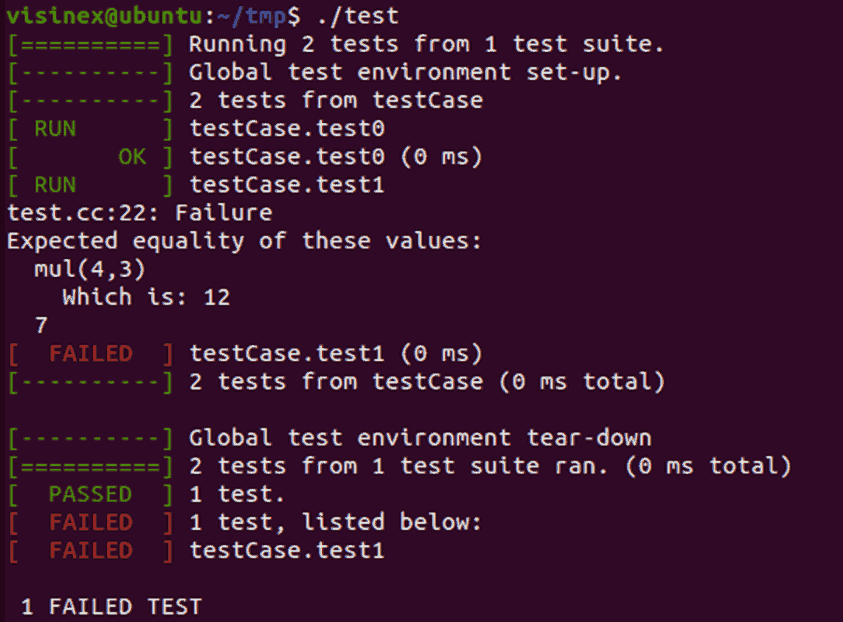 visinex@ubuntu:~/tmp$ ./test
[==========] Running 2 tests from 1 test suite.
[----------] Global test environment set-up.
[----------] 2 tests from testCase
[ RUN      ] testCase.test0
[       OK ] testCase.test0 (0 ms)
[ RUN      ] testCase.test1
test.cc:22: Failure
Expected equality of these values:
  mul(4,3)
    Which is: 12
  7
[  FAILED  ] testCase.test1 (0 ms)
[----------] 2 tests from testCase (0 ms total)

[----------] Global test environment tear-down
[==========] 2 tests from 1 test suite ran. (0 ms total)
[  PASSED  ] 1 test.
[  FAILED  ] 1 test, listed below:
[  FAILED  ] testCase.test1

 1 FAILED TEST